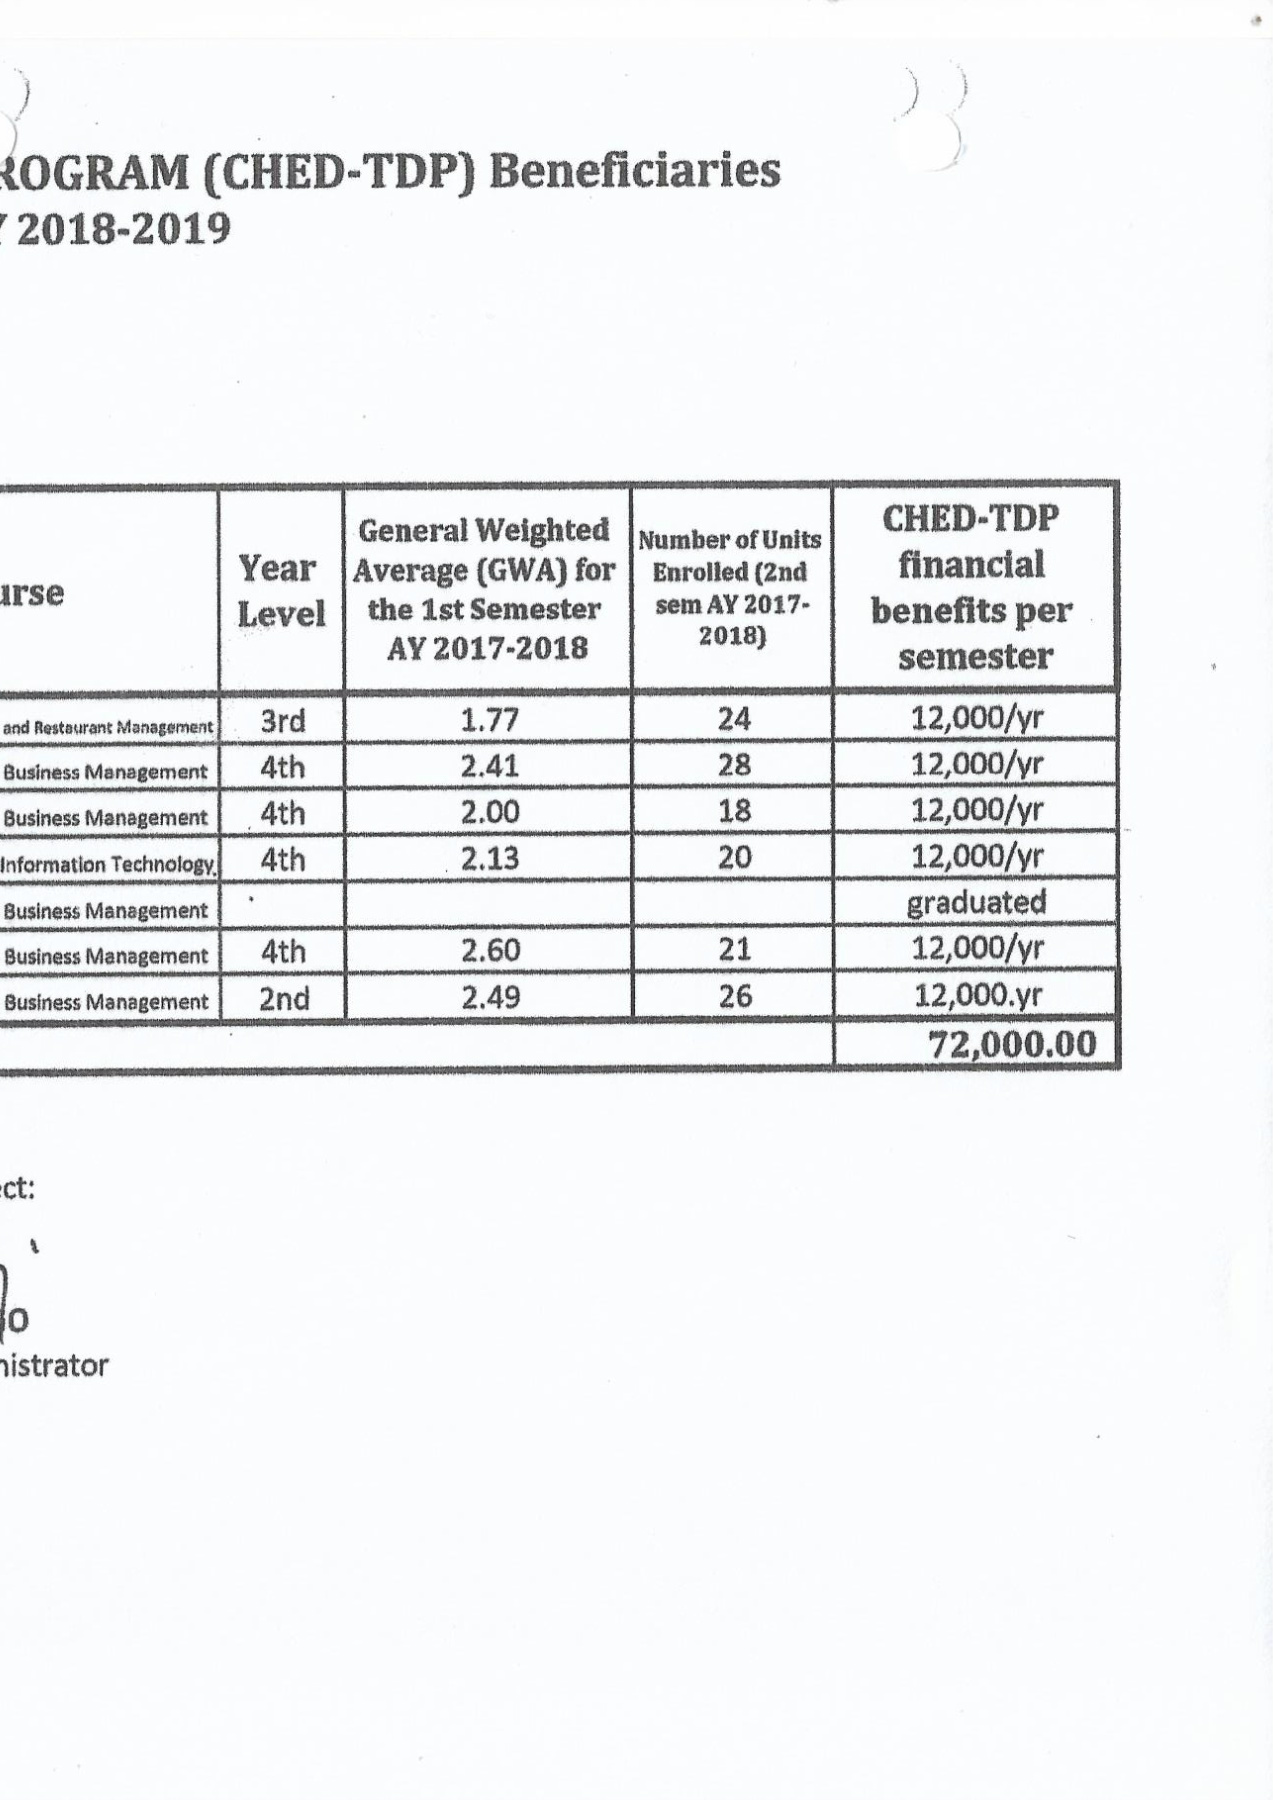 ROGRAM (CHED-TDP) Beneficiaries
Y 2018-2019
urse
Year Level
General Weighted Average (GWA) for the 1st Semester AY 2017-2018
Number of Units Enrolled (2nd sem AY 2017-2018)
CHED-TDP financial benefits per semester
and Restaurant Management 3rd 1.77 24 12,000/yr
Business Management 4th 2.41 28 12,000/yr
Business Management 4th 2.00 18 12,000/yr
Information Technology. 4th 2.13 20 12,000/yr
Business Management graduated
Business Management 4th 2.60 21 12,000/yr
Business Management 2nd 2.49 26 12,000.yr
72,000.00
ect:
o
nistrator